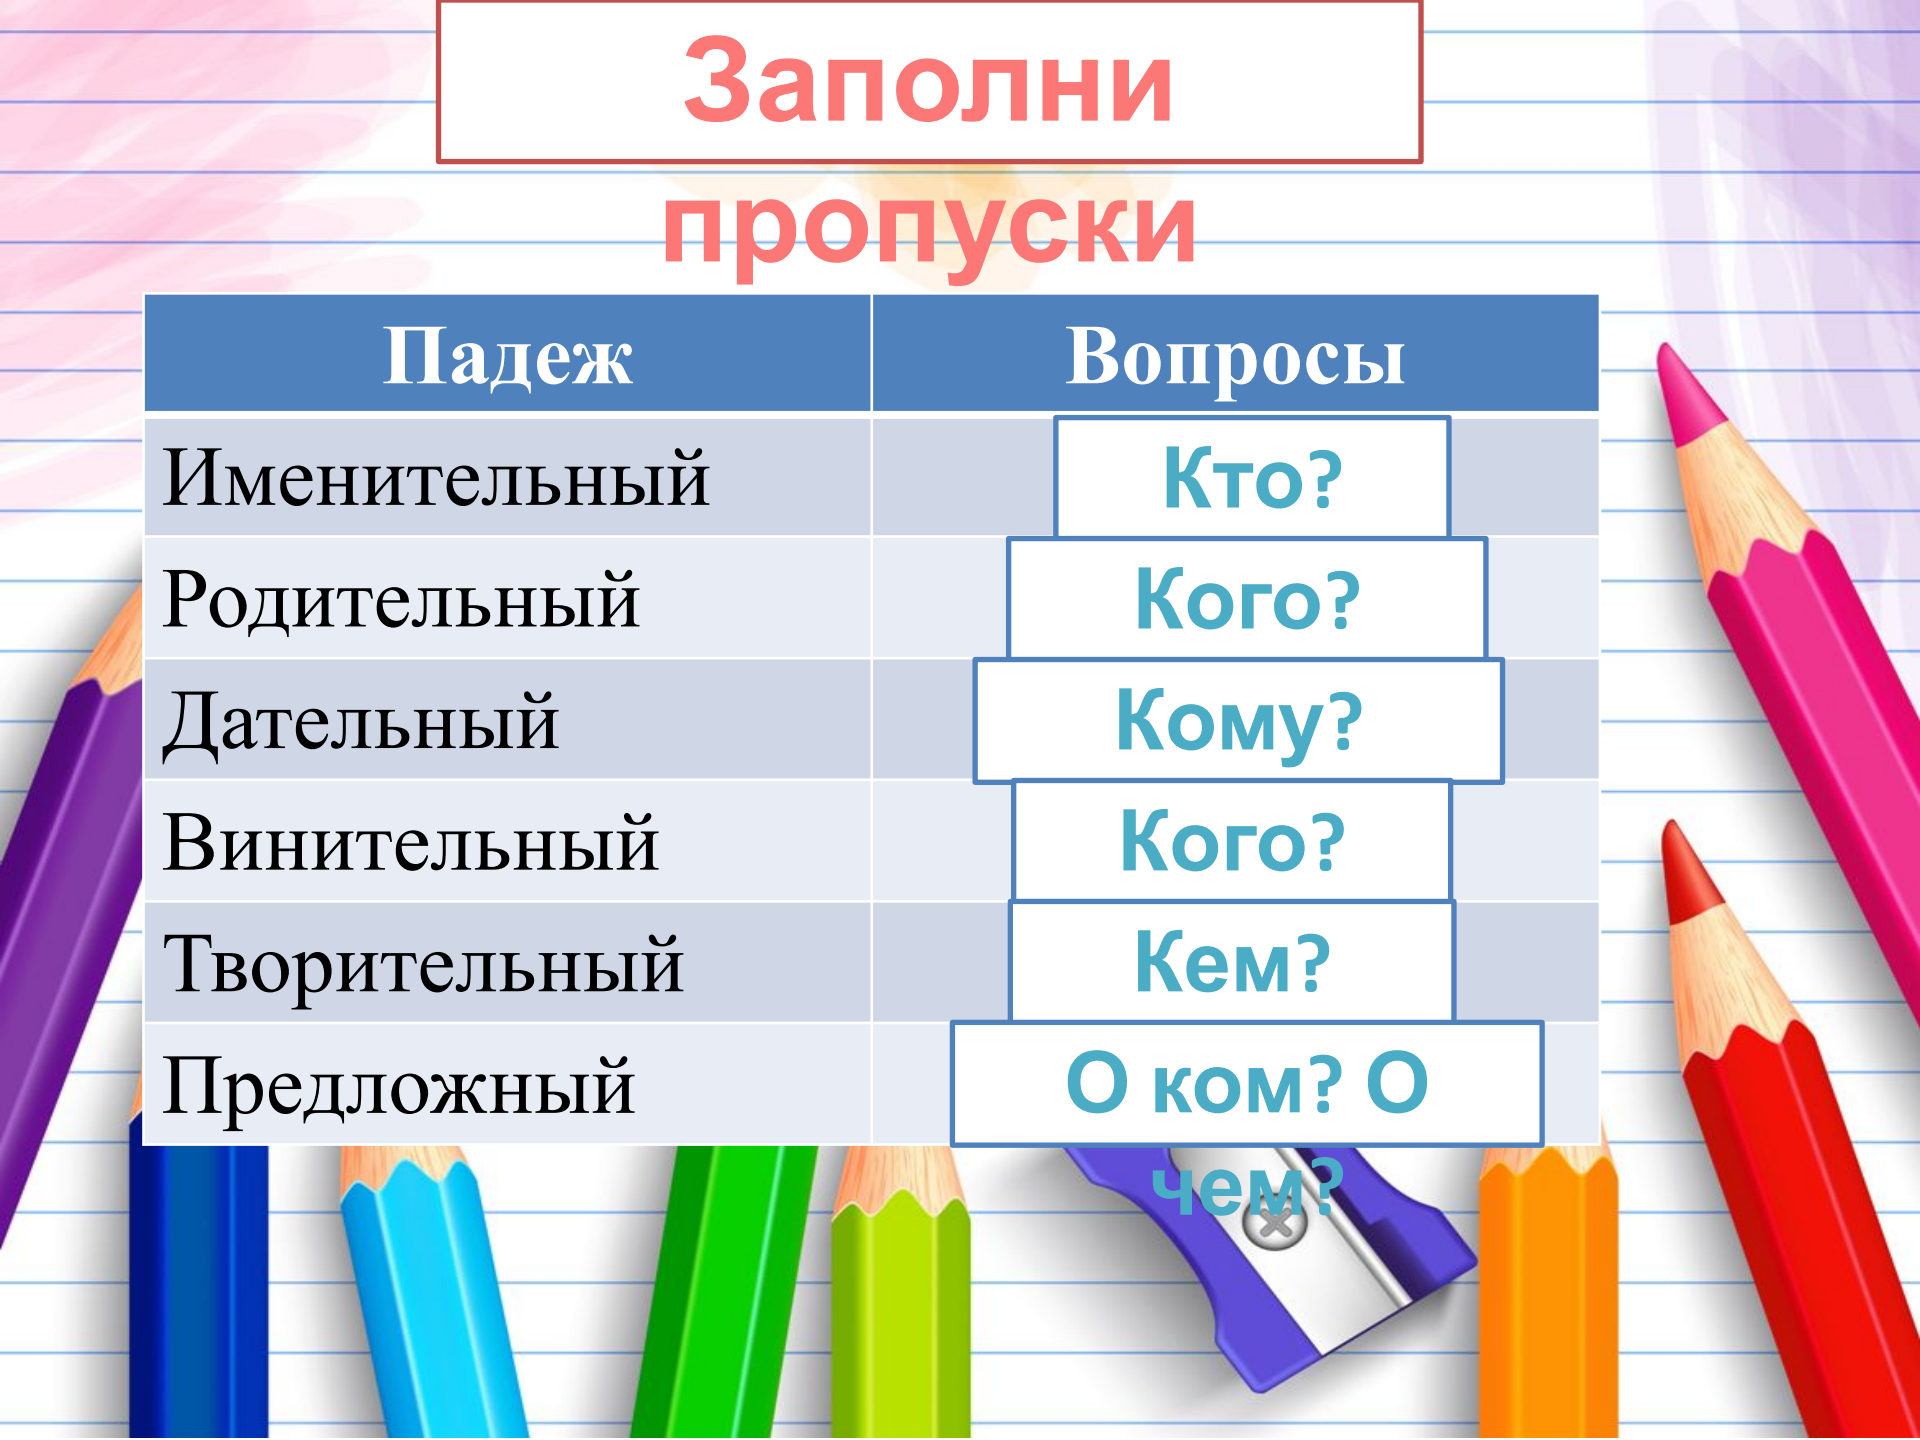 Заполни
пропуски
Падеж Вопросы
Именительный Кто?
Родительный Кого?
Дательный Кому?
Винительный Кого?
Творительный Кем?
Предложный О ком? О
чем?